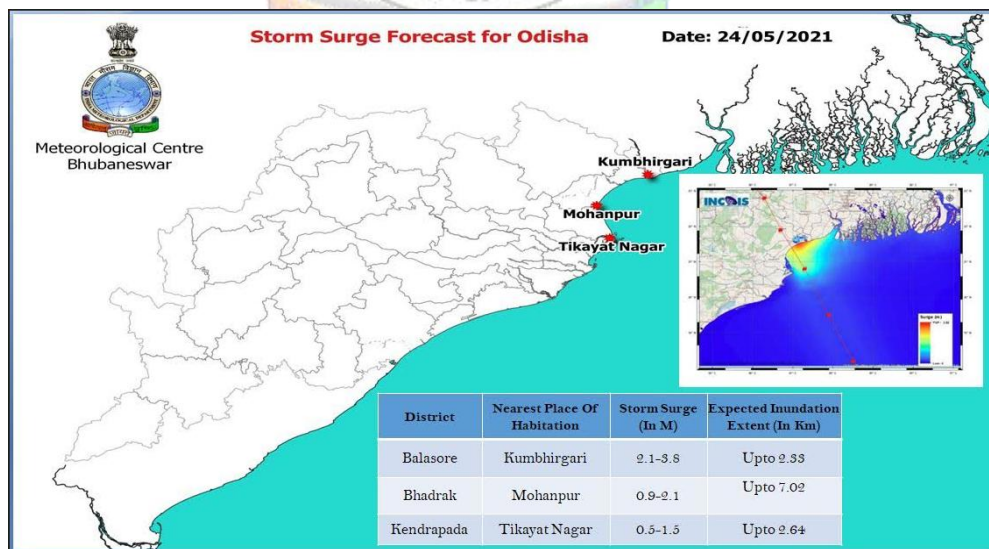 Storm Surge Forecast for Odisha
Date: 24/05/2021
Meteorological Centre
Bhubaneswar
Kumbhirgari
Mohanpur
Tikayat Nagar
INCOIS
Surge (m)
District
Nearest Place Of
Habitation
Storm Surge
(In M)
Expected Inundation
Extent (In Km)
Balasore
Kumbhirgari
2.1-3.8
Upto 2.33
Bhadrak
Mohanpur
0.9-2.1
Upto 7.02
Kendrapada
Tikayat Nagar
0.5-1.5
Upto 2.64